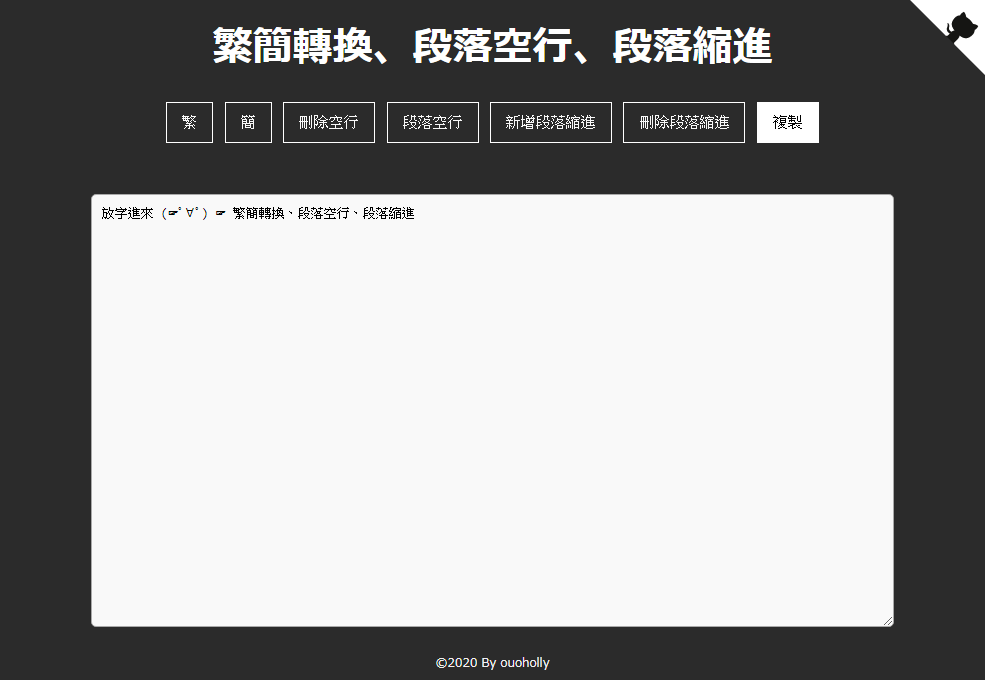 繁簡轉換、段落空行、段落縮進
繁 簡 刪除空行 段落空行 新增段落縮進 刪除段落縮進 複製
放字進來 (☛ﾟ∀ﾟ) ☛ 繁簡轉換、段落空行、段落縮進
©2020 By ouoholly